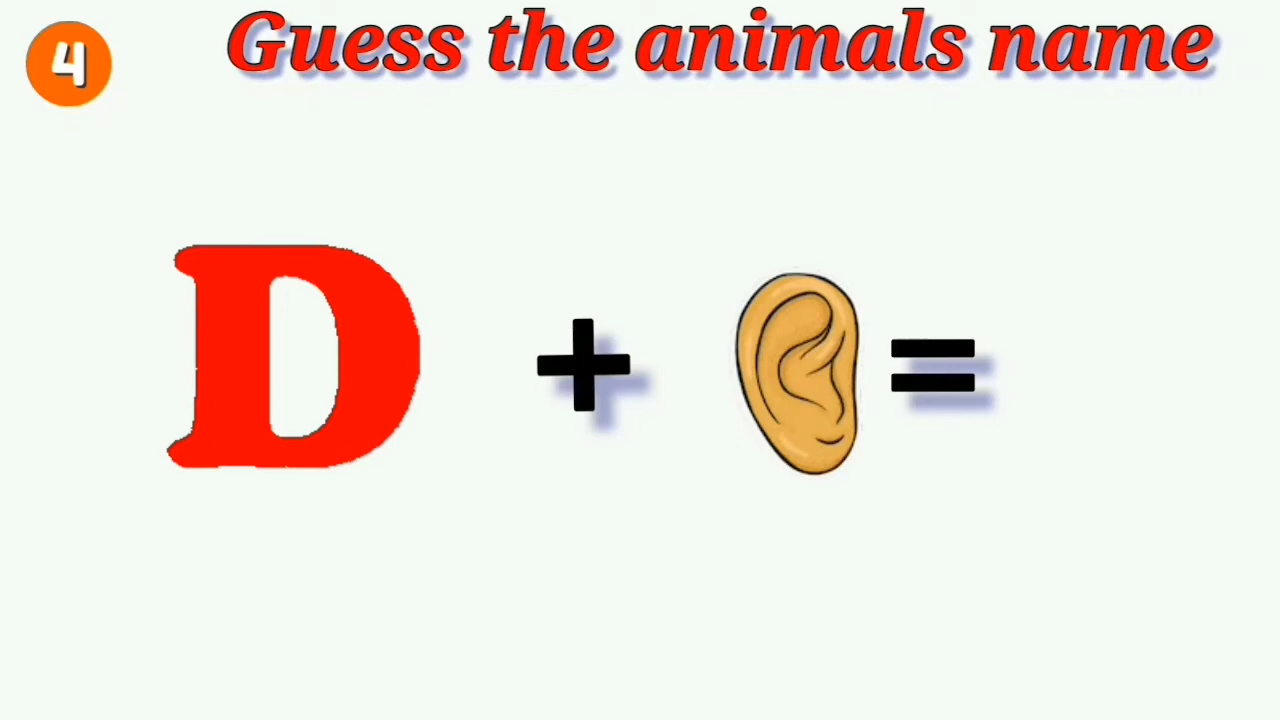 4
Guess the animals name
D + =